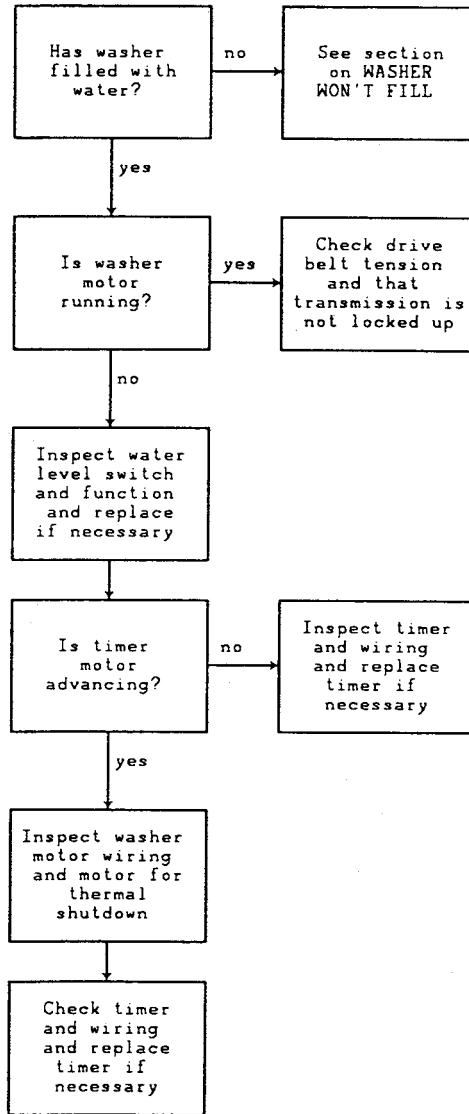 Has washer
filled with
water?
no
See section
on WASHER
WON'T FILL
yes
Is washer
motor
running?
yes
Check drive
belt tension
and that
transmission is
not locked up
no
Inspect water
level switch
and function
and replace
if necessary
Is timer
motor
advancing?
no
Inspect timer
and wiring
and replace
timer if
necessary
yes
Inspect washer
motor wiring
and motor for
thermal
shutdown
Check timer
and wiring
and replace
timer if
necessary